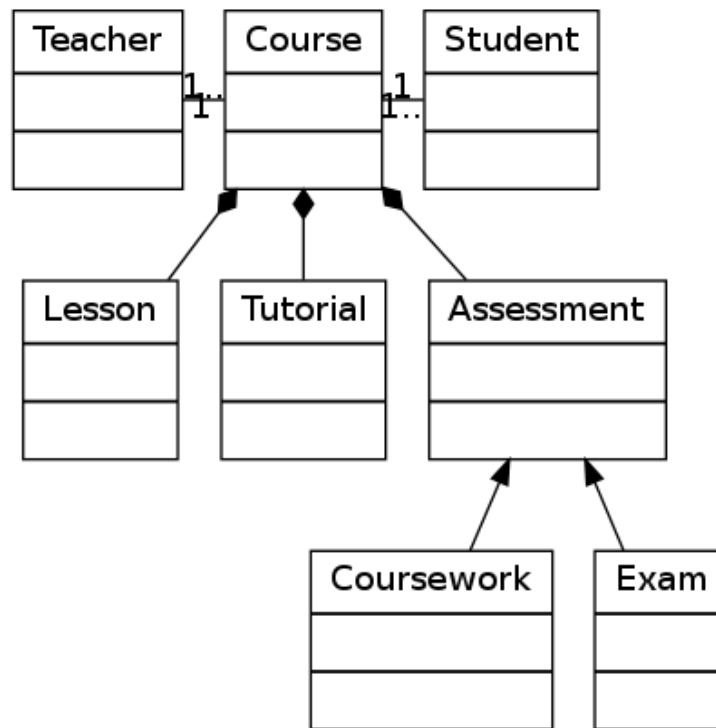 Teacher
Course
Student
1..
1
1
1..
Lesson
Tutorial
Assessment
Coursework
Exam